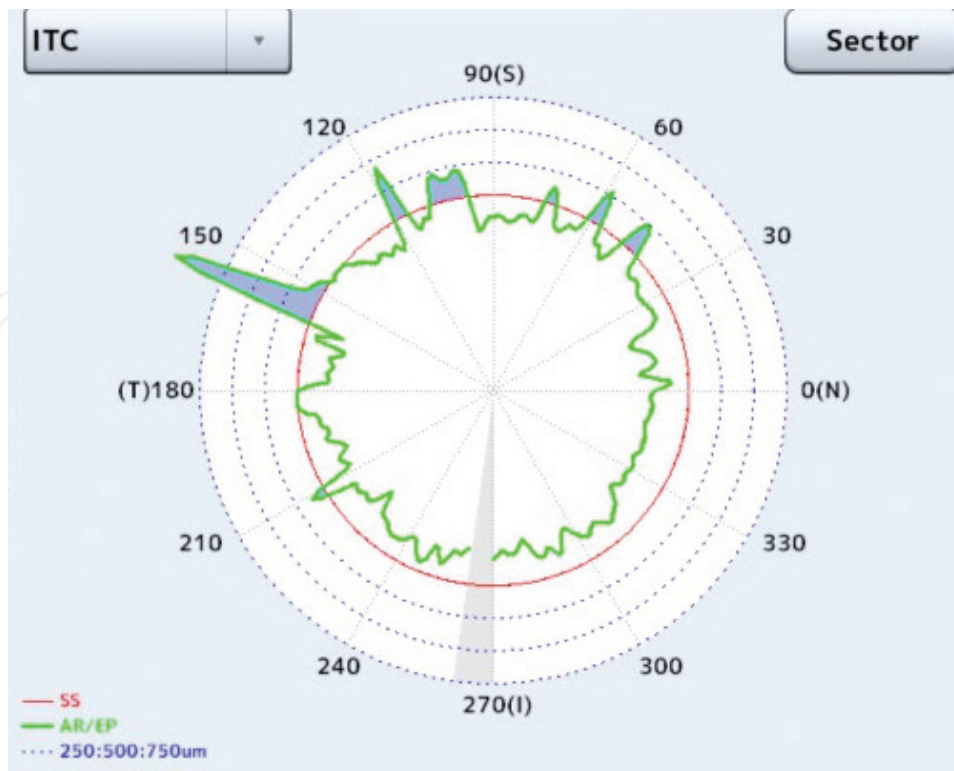 ITC
Sector
90(S)
120
60
150
30
(T)180
0(N)
210
330
240
300
270(I)
SS
AR/EP
250:500:750um